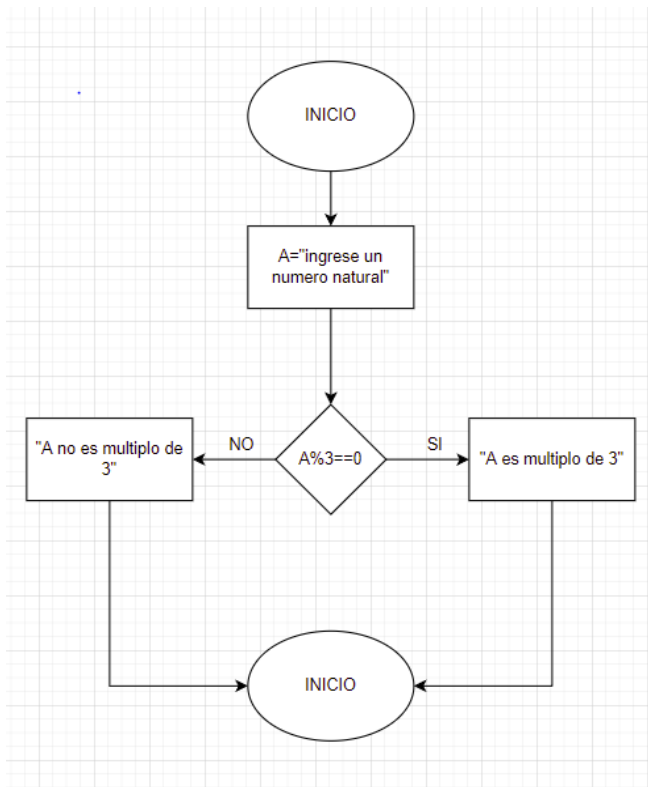 INICIO
A="ingrese un
numero natural"
"A no es multiplo de
3"
NO
A%3==0
SI
"A es multiplo de 3"
INICIO